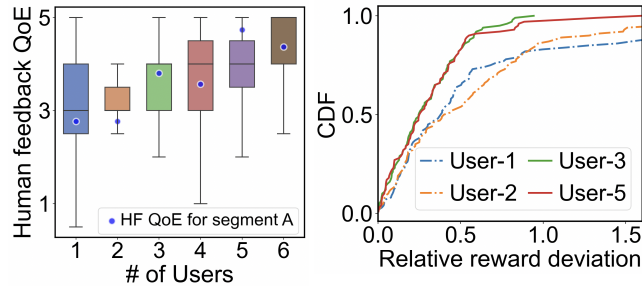 Human feedback QoE
5
3
1
HF QoE for segment A
1 2 3 4 5 6
# of Users
CDF
1.0
0.5
0.0
User-1 User-3
User-2 User-5
0.0 0.5 1.0 1.5
Relative reward deviation